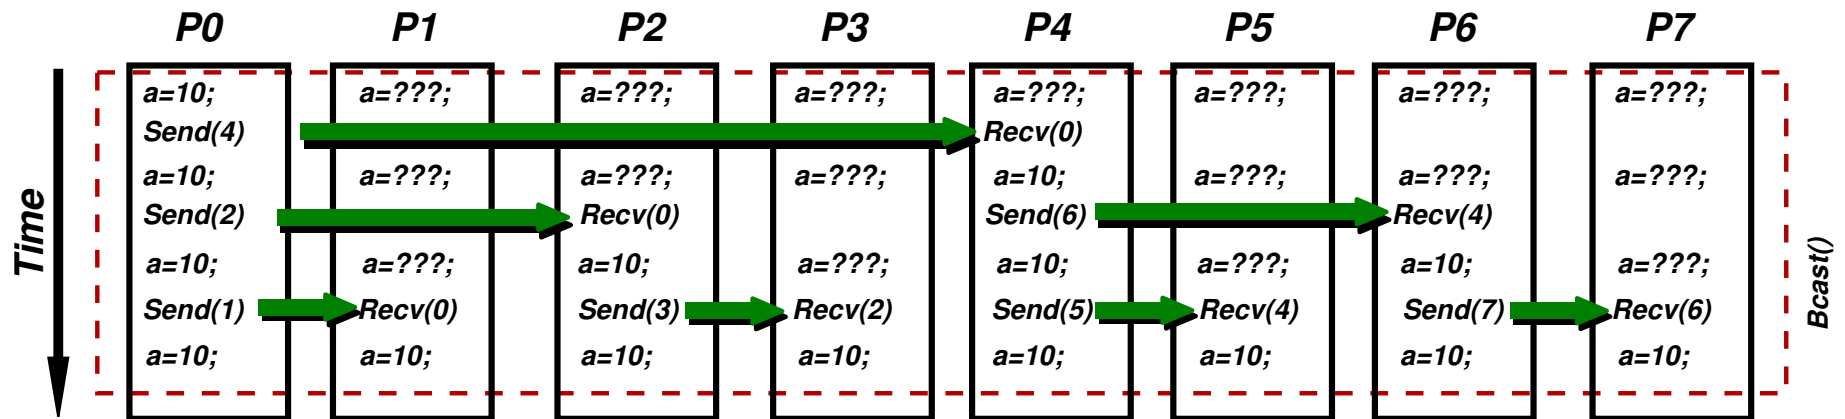 P0 P1 P2 P3 P4 P5 P6 P7
a=10; a=???; a=???; a=???; a=???; a=???; a=???; a=???;
Send(4) Recv(0)
a=10; a=???; a=???; a=???; a=10; a=???; a=???; a=???;
Send(2) Recv(0) Send(6) Recv(4)
a=10; a=???; a=10; a=???; a=10; a=???; a=10; a=???;
Send(1) Recv(0) Send(3) Recv(2) Send(5) Recv(4) Send(7) Recv(6)
a=10; a=10; a=10; a=10; a=10; a=10; a=10; a=10;
Time
Bcast()